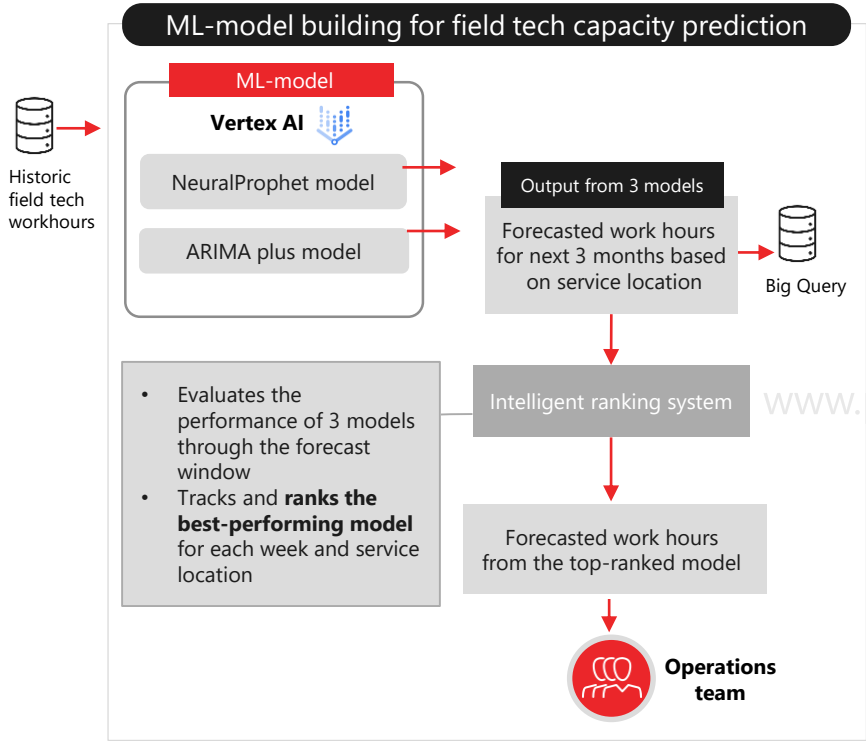 ML-model building for field tech capacity prediction
ML-model
Vertex AI
Historic
field tech
workhours
NeuralProphet model
ARIMA plus model
Output from 3 models
Forecasted work hours
for next 3 months based
on service location
Big Query
• Evaluates the
performance of 3 models
through the forecast
window
• Tracks and ranks the
best-performing model
for each week and service
location
Intelligent ranking system
www.
Forecasted work hours
from the top-ranked model
Operations
team